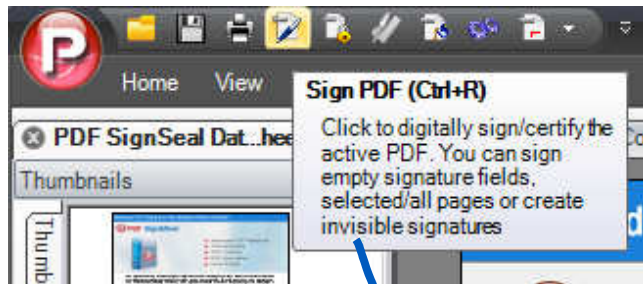 Home View
Sign PDF (Ctrl+R)
Click to digitally sign/certify the
active PDF. You can sign
empty signature fields,
selected/all pages or create
invisible signatures
PDF SignSeal Dat...hee
Co
Thumbnails
Thumb